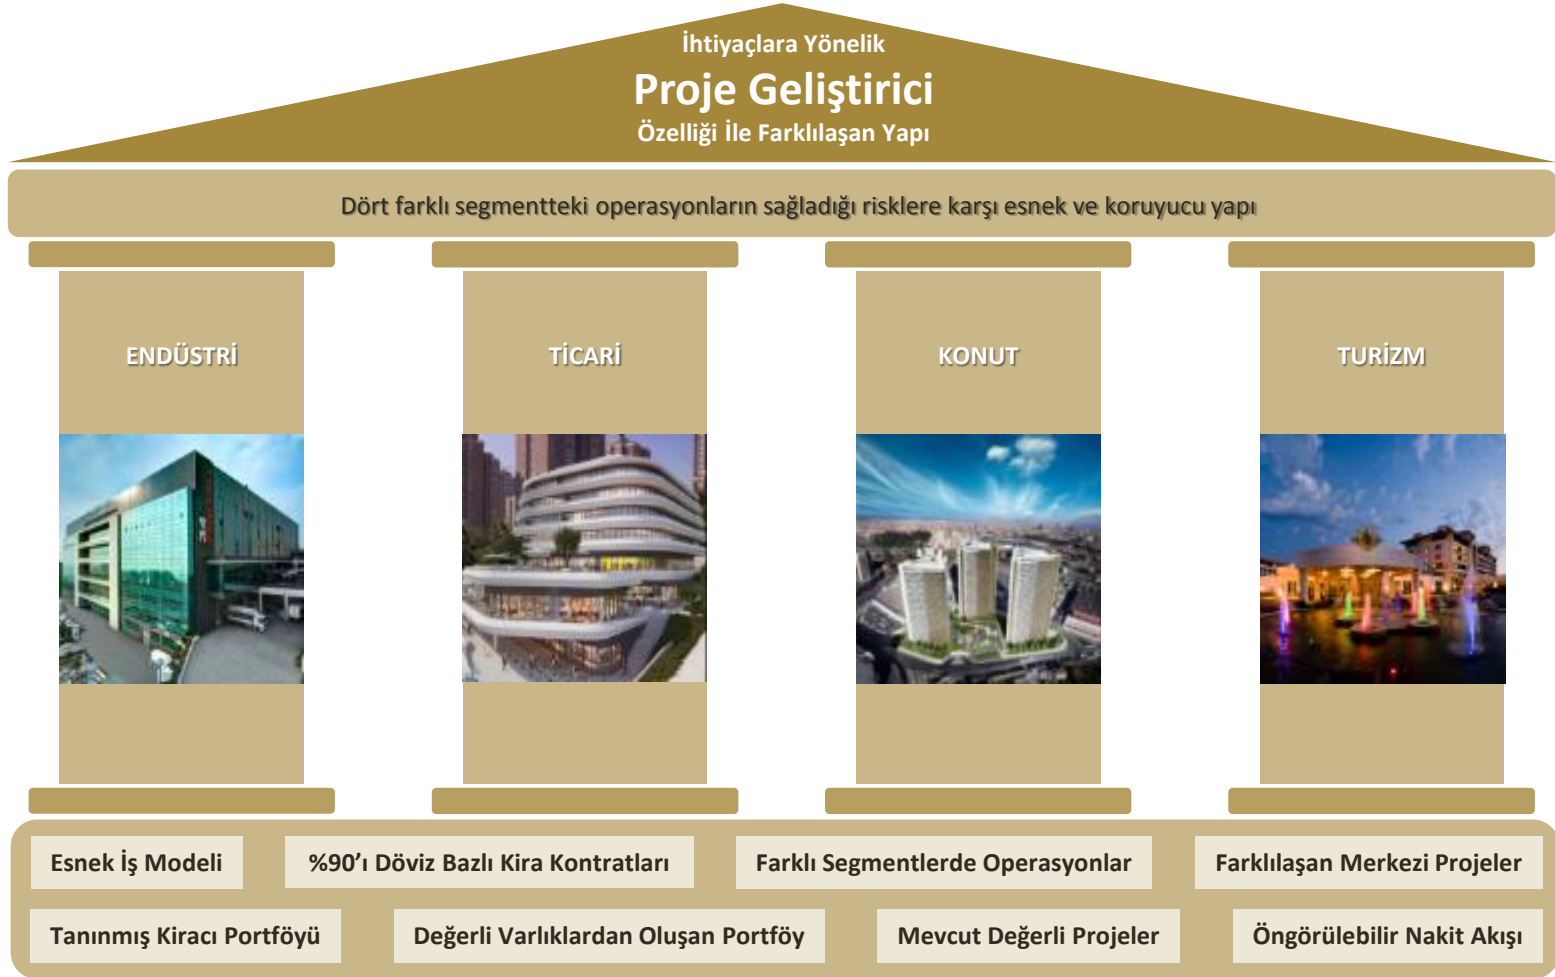 İhtiyaçlara Yönelik
Proje Geliştirici
Özelliği İle Farklılaşan Yapı
Dört farklı segmentteki operasyonların sağladığı risklere karşı esnek ve koruyucu yapı
ENDÜSTRİ
TİCARİ
KONUT
TURİZM
Esnek İş Modeli
%90’ı Döviz Bazlı Kira Kontratları
Farklı Segmentlerde Operasyonlar
Farklılaşan Merkezi Projeler
Tanınmış Kiracı Portföyü
Değerli Varlıklardan Oluşan Portföy
Mevcut Değerli Projeler
Öngörülebilir Nakit Akışı